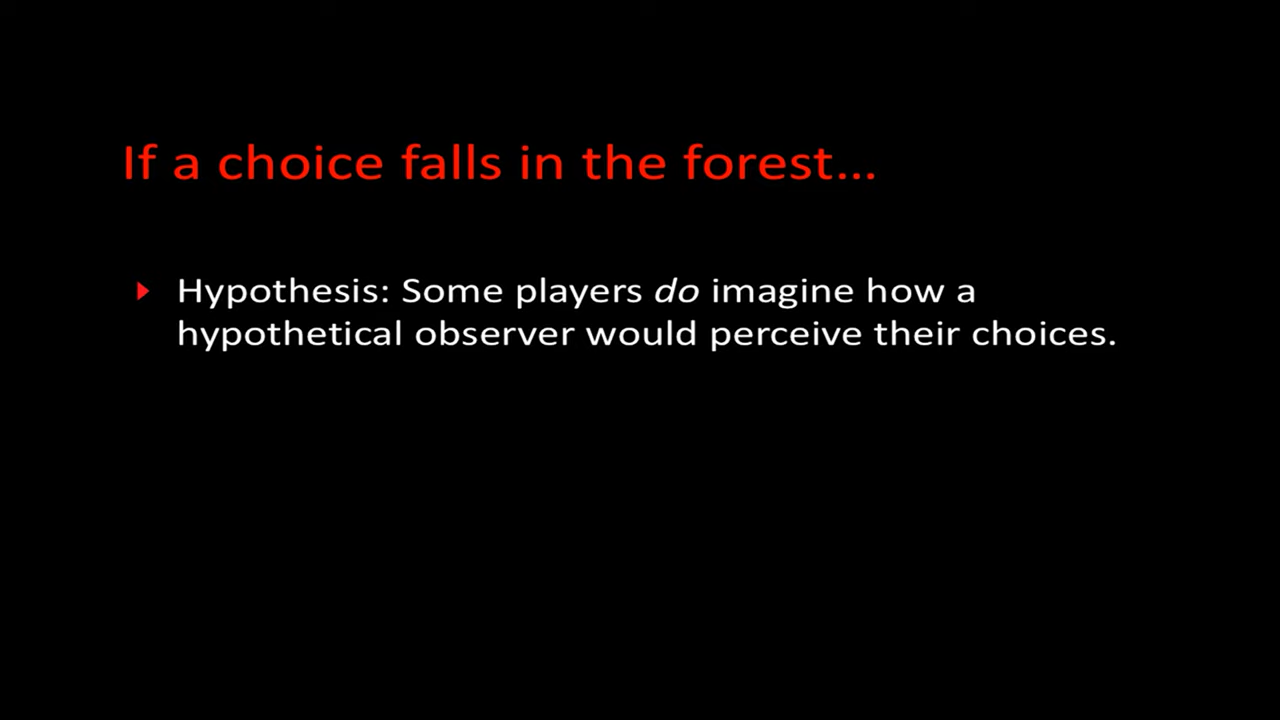 If a choice falls in the forest...
Hypothesis: Some players do imagine how a
hypothetical observer would perceive their choices.